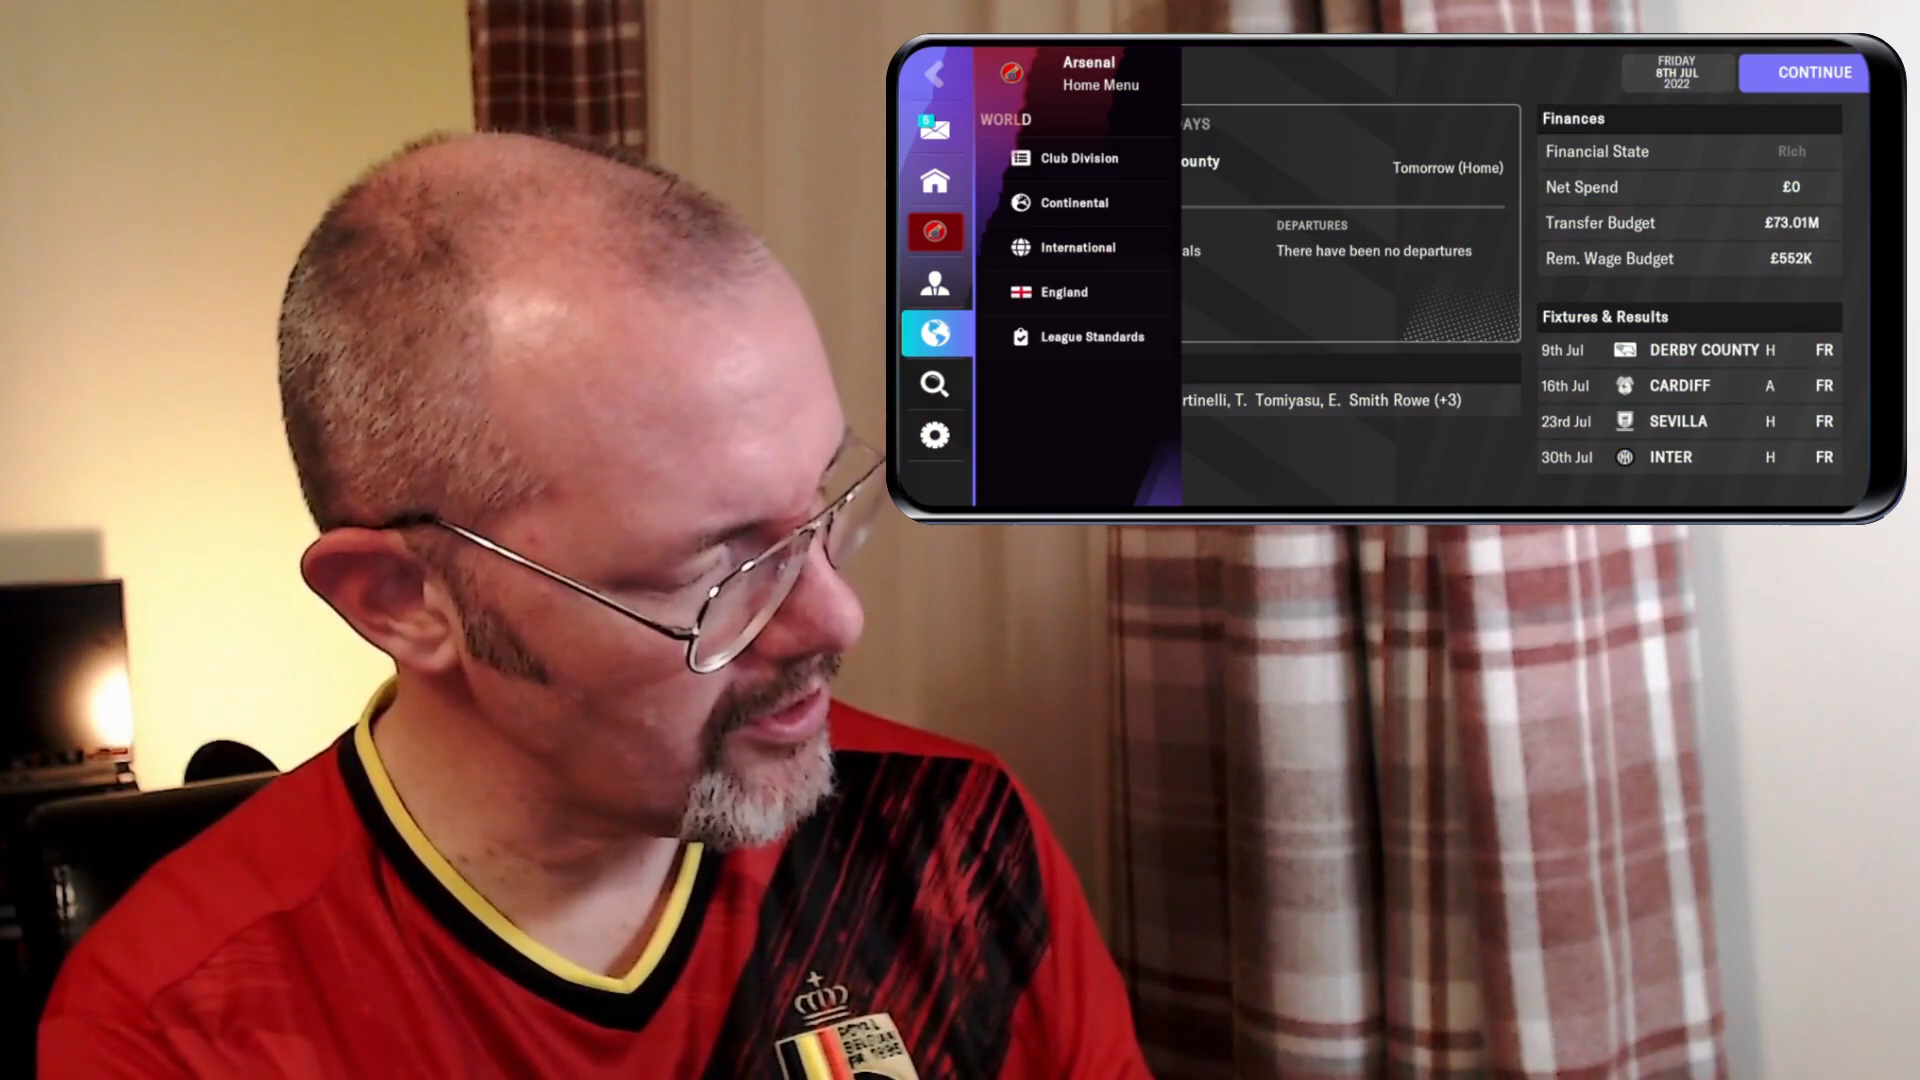 Arsenal
Home Menu
5
WORLD
Club Division
Continental
International
England
League Standards
AYS
ounty
Tomorrow (Home)
DEPARTURES
als
There have been no departures
rtinelli, T. Tomiyasu, E. Smith Rowe (+3)
FRIDAY
8TH JUL
2022
CONTINUE
Finances
Financial State Rich
Net Spend £0
Transfer Budget £73.01M
Rem. Wage Budget £552K
Fixtures & Results
9th Jul DERBY COUNTY H FR
16th Jul CARDIFF A FR
23rd Jul SEVILLA H FR
30th Jul INTER H FR